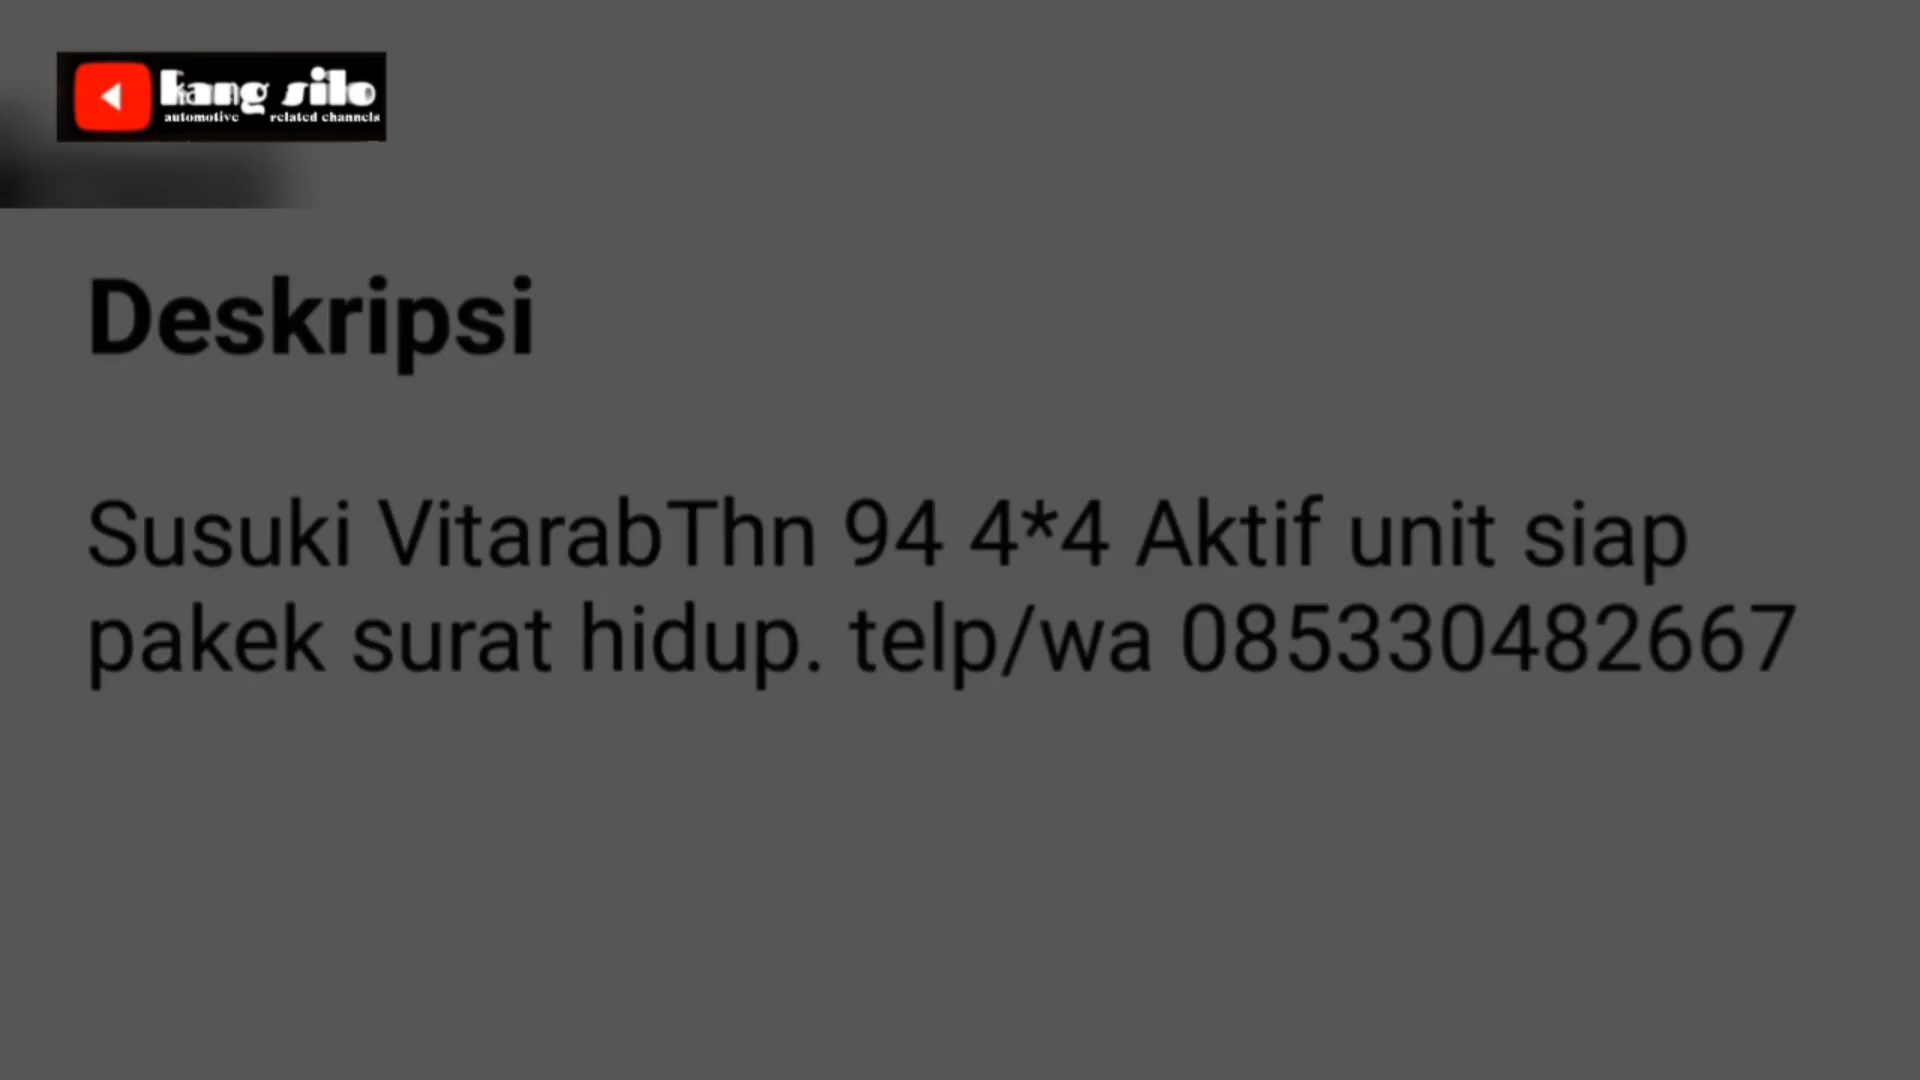 kang silo
automotive related channels
Deskripsi
Susuki VitarabThn 94 4*4 Aktif unit siap
pakek surat hidup. telp/wa 085330482667